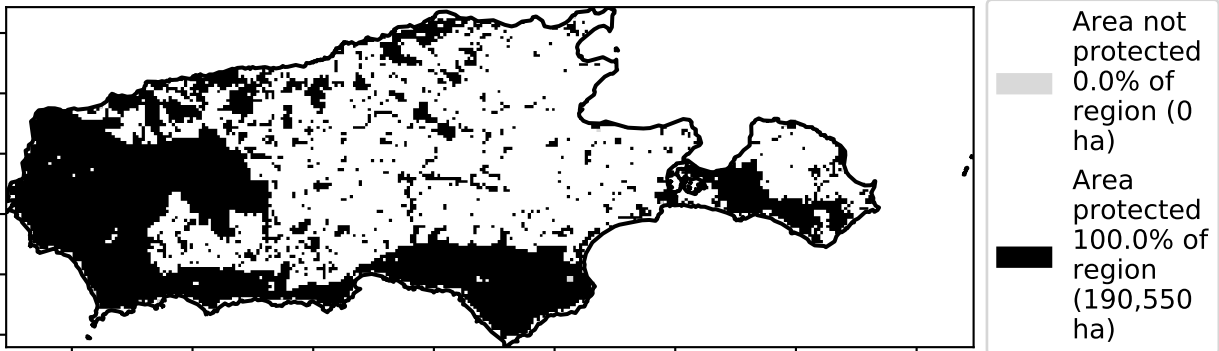 Area not
protected
0.0% of
region (0
ha)
Area
protected
100.0% of
region
(190,550
ha)